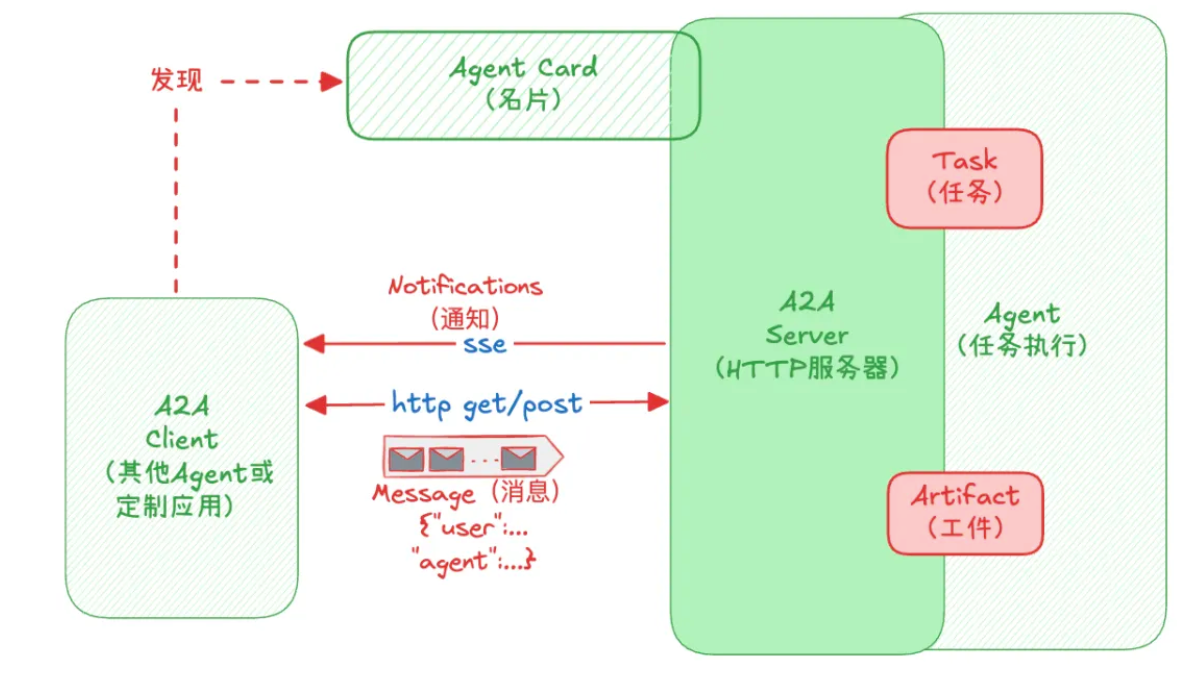 发现
Agent Card
(名片)
Task
(任务)
Notifications
(通知)
sse
A2A
Server
(HTTP服务器)
Agent
(任务执行)
http get/post
A2A
Client
(其他Agent或
定制应用)
Message (消息)
{"user":...
"agent":...}
Artifact
(工件)